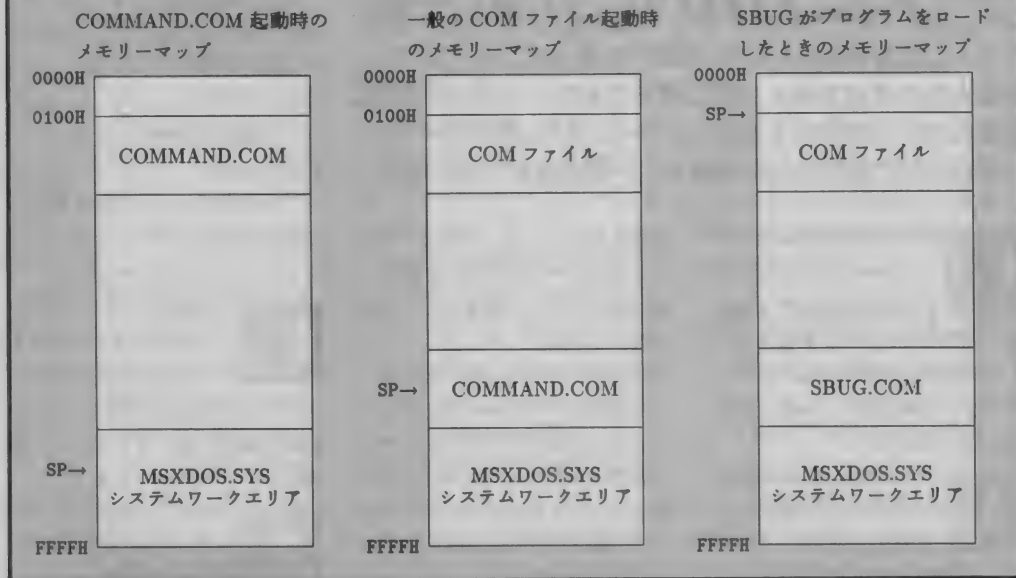 COMMAND.COM 起動時の
メモリーマップ
0000H
0100H
COMMAND.COM
SP→
MSXDOS.SYS
システムワークエリア
FFFFH
一般の COM ファイル起動時
のメモリーマップ
0000H
0100H
COM ファイル
SP→
COMMAND.COM
MSXDOS.SYS
システムワークエリア
FFFFH
SBUG がプログラムをロード
したときのメモリーマップ
0000H
SP→
COM ファイル
SBUG.COM
MSXDOS.SYS
システムワークエリア
FFFFH